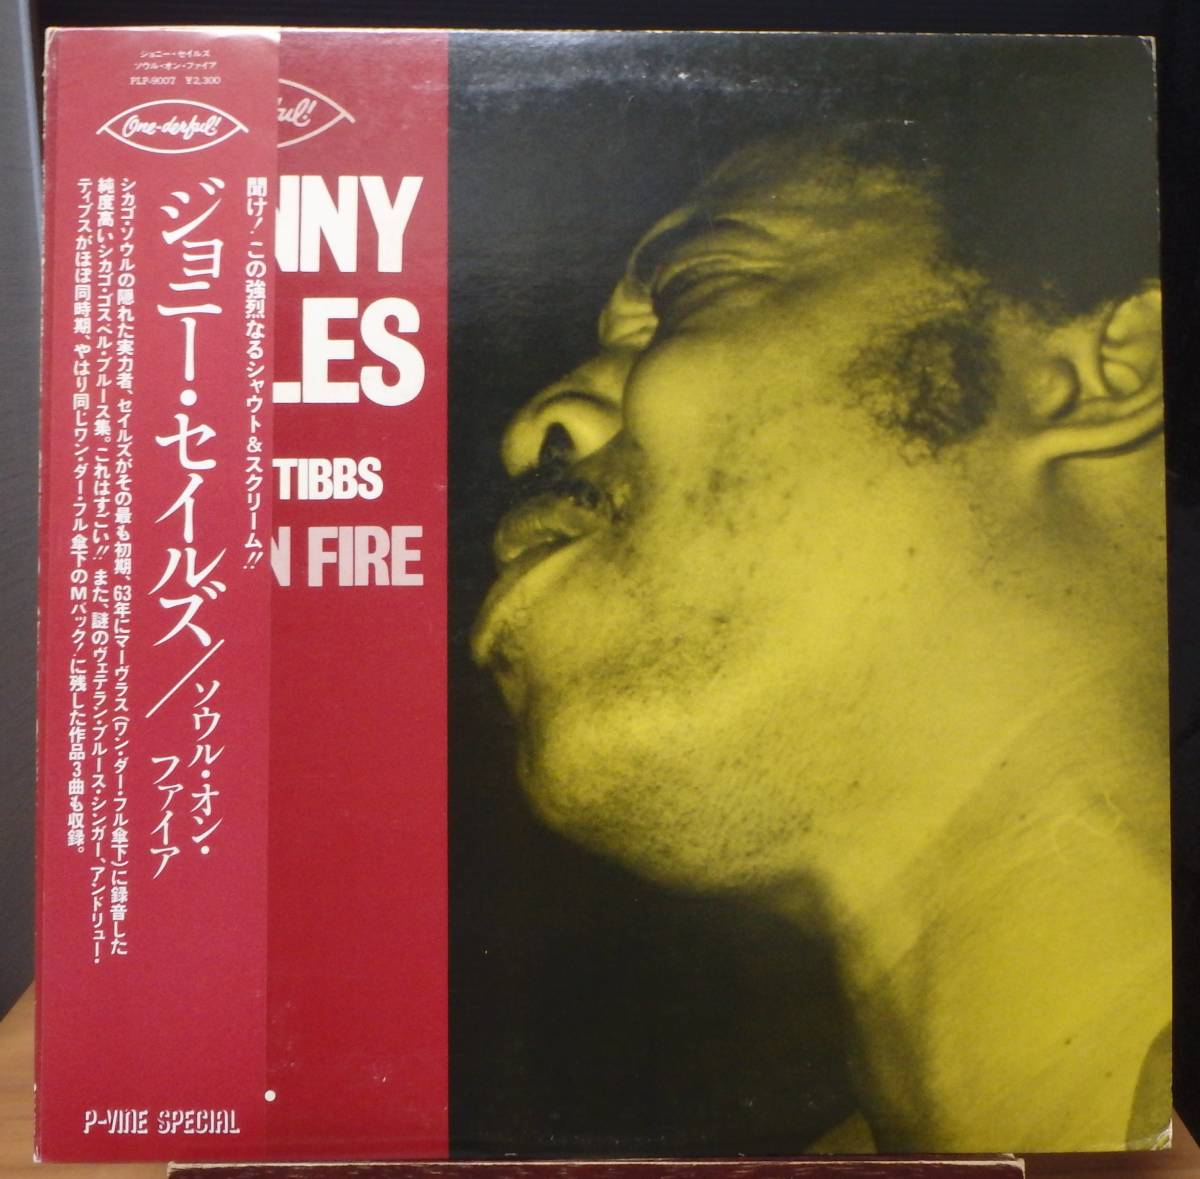 ジョニー・セイルズ
ソウル・オン・ファイア
PLP-9007 ¥2,300
One-derful!
聞け! この強烈なるシャウト&スクリーム!!
ジョニー・セイルズ/ソウル・オン・
ファイア
シカゴ・ソウルの隠れた実力者、セイルズがその最も初期、63年にマーヴラス(ワン・ダー・フル傘下)に録音した
純度高いシカゴ・ゴスペル・ブルース集。これはすごい!! また、謎のヴェテラン・ブルース・シンガー、アンドリュー・
ティブスがほぼ同時期、やはり同じワン・ダー・フル傘下のMパック!に残した作品3曲も収録。
P-VINE SPECIAL
ful!
NNY
LES
TIBBS
N FIRE